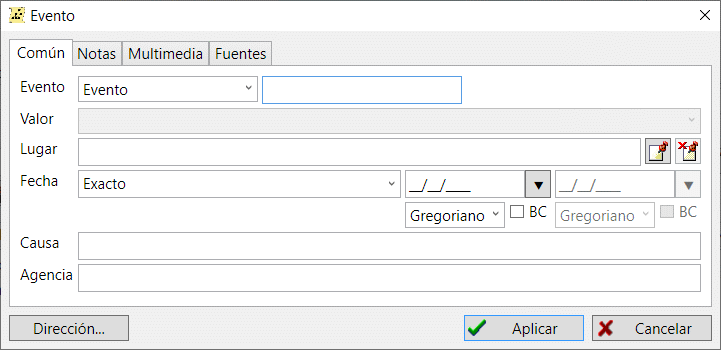 Evento
Común Notas Multimedia Fuentes
Evento Evento
Valor
Lugar
Fecha Exacto __/__/____ __/__/____
Gregoriano BC Gregoriano BC
Causa
Agencia
Dirección... Aplicar Cancelar